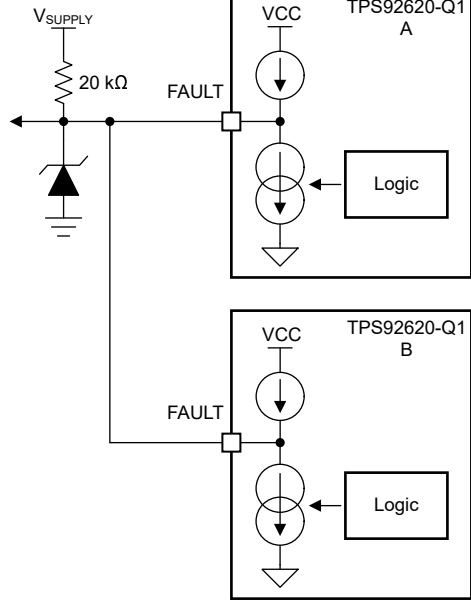 VSUPPLY
20 kΩ
FAULT
VCC
TPS92620-Q1
A
Logic
VCC
TPS92620-Q1
B
FAULT
Logic